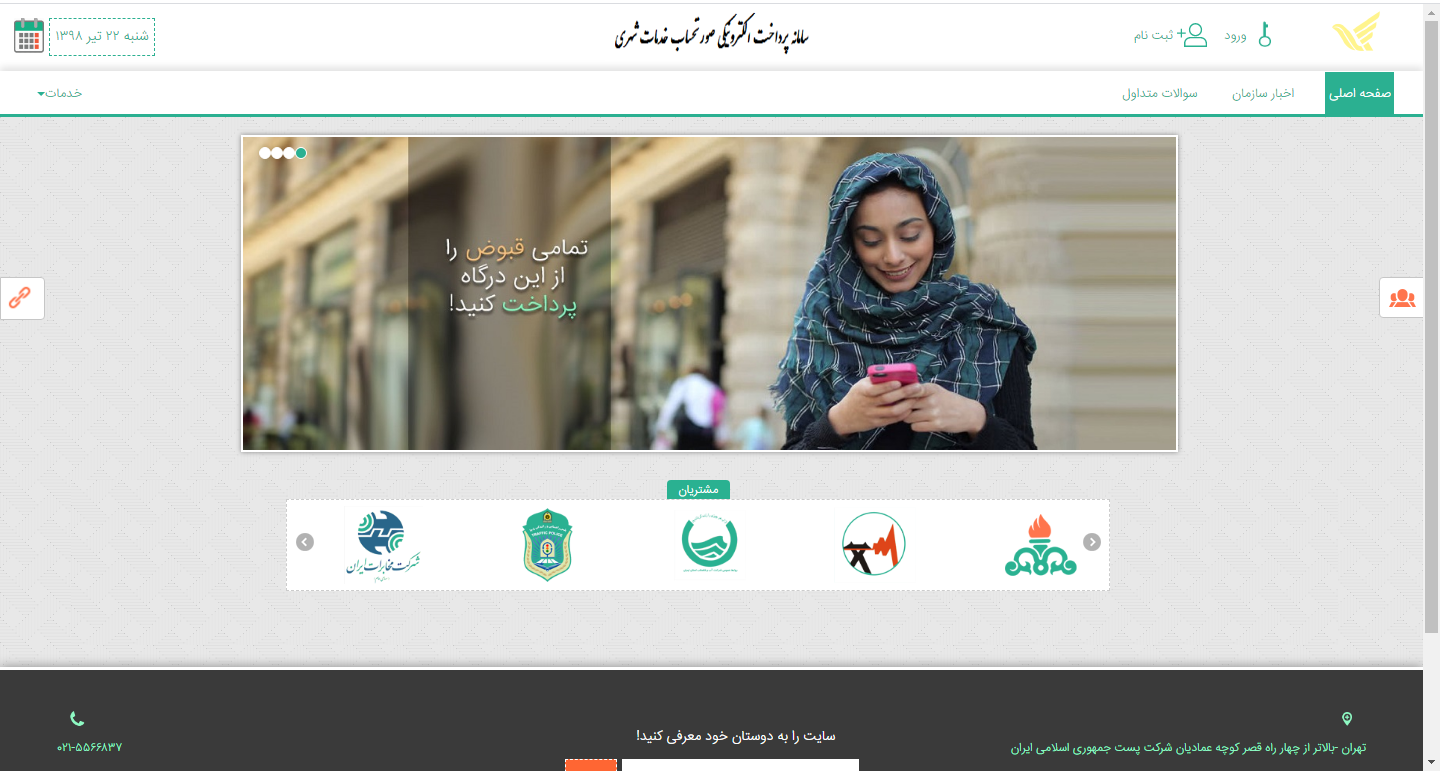 ورود
ثبت نام
سامانه پرداخت الکترونیکی صورتحساب خدمات شهری
شنبه ۲۲ تیر ۱۳۹۸
صفحه اصلی
اخبار سازمان
سوالات متداول
خدمات
تمامی قبوض را
از این درگاه
پرداخت کنید!
مشتریان
TRAFFIC POLICE
شرکت مخابرات ایران
سایت را به دوستان خود معرفی کنید!
تهران -بالاتر از چهار راه قصر کوچه عمادیان شرکت پست جمهوری اسلامی ایران
۰۲۱-۵۵۶۶۸۳۷